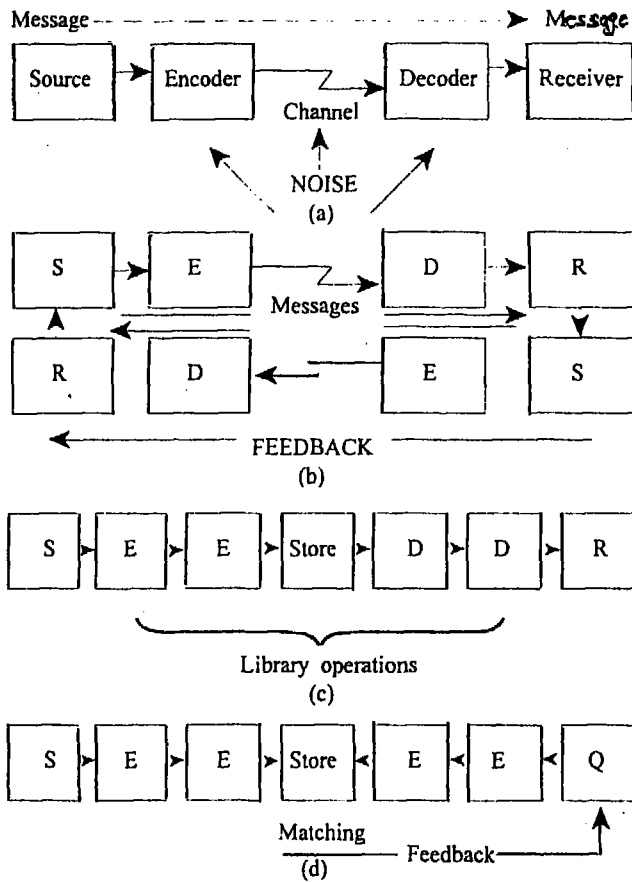 Message Message
Source Encoder Decoder Receiver
Channel
NOISE
(a)
S E D R
Messages
R D E S
FEEDBACK
(b)
S E E Store D D R
Library operations
(c)
S E E Store E E Q
Matching
Feedback
(d)